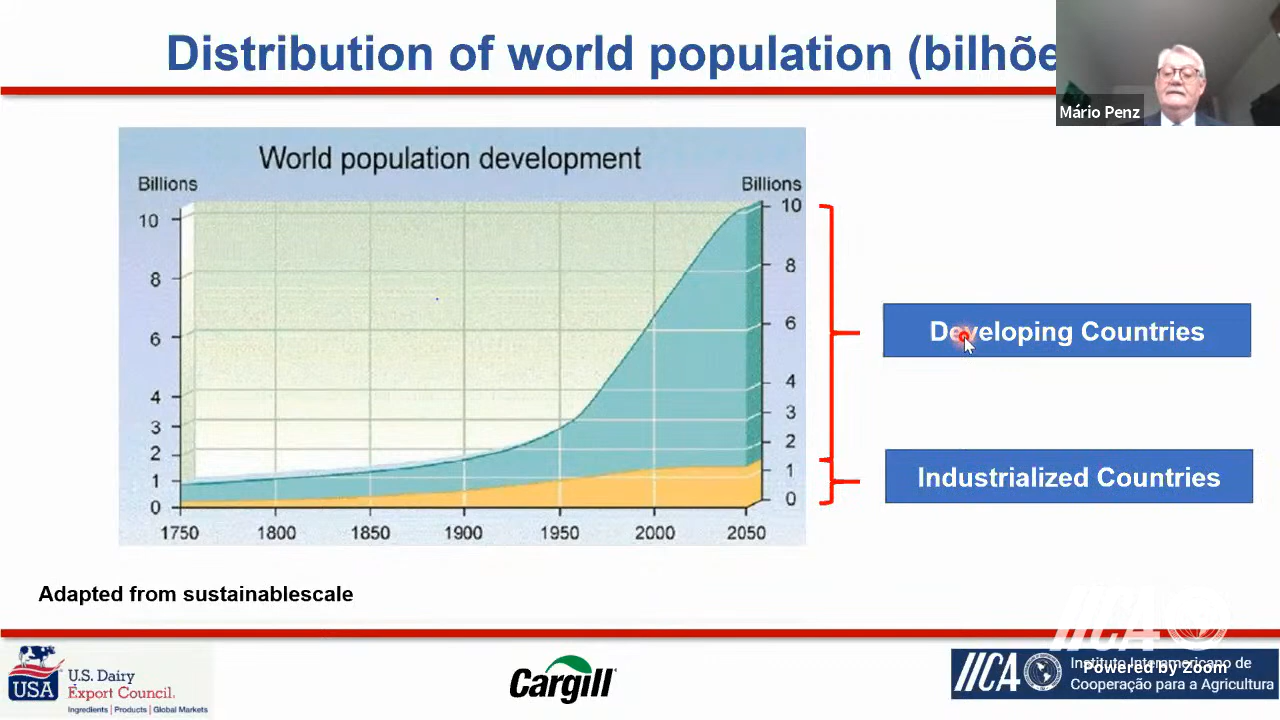 Distribution of world population (bilhõe
Mário Penz
World population development
Billions
Billions
10
8
6
4
3
2
1
0
10
8
6
4
3
2
1
0
1750
1800
1850
1900
1950
2000
2050
Developing Countries
Industrialized Countries
Adapted from sustainablescale
IICA
U.S. Dairy
Export Council.
USA
Ingredients | Products | Global Markets
Cargill
IICA
Instituto Interamericano de
Cooperação para a Agricultura
Powered by Zoom